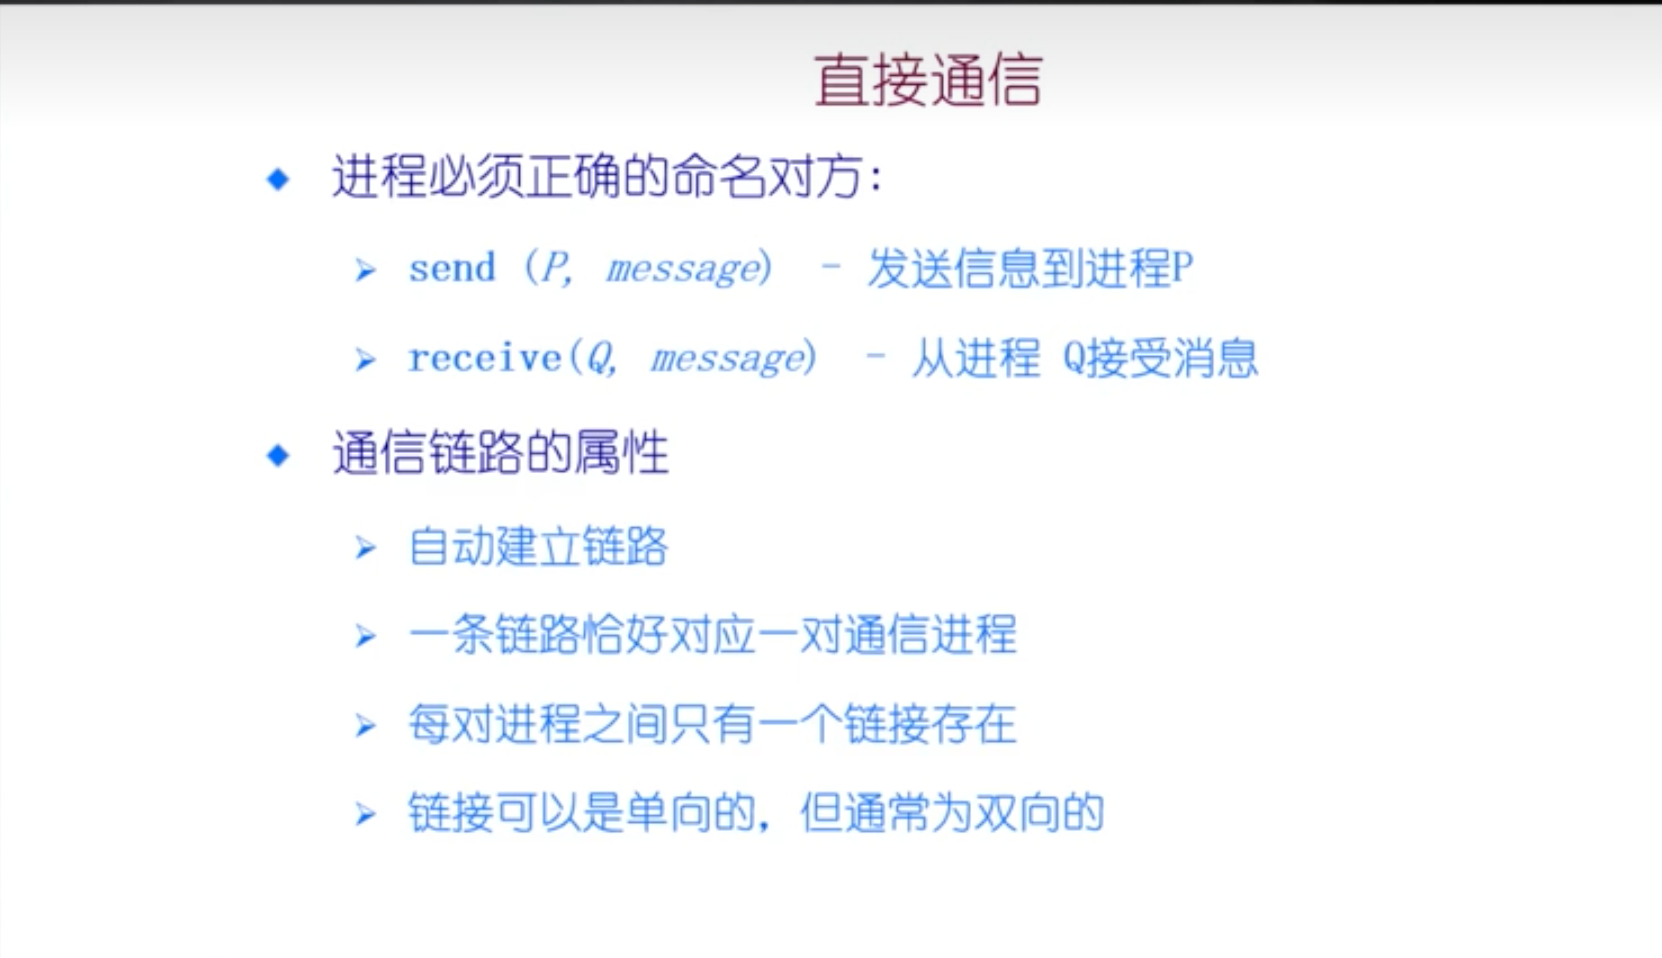 直接通信
进程必须正确的命名对方：
send (P, message) - 发送信息到进程P
receive(Q, message) - 从进程 Q接受消息
通信链路的属性
自动建立链路
一条链路恰好对应一对通信进程
每对进程之间只有一个链接存在
链接可以是单向的，但通常为双向的